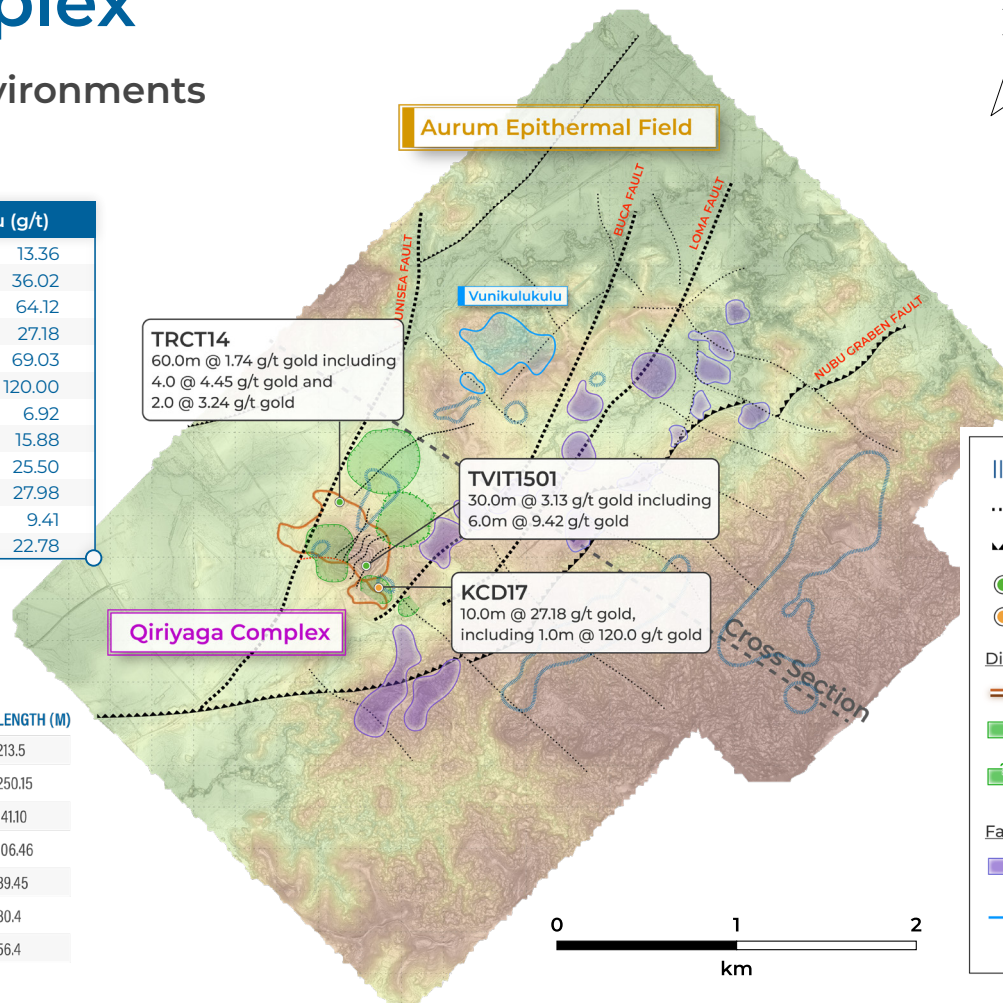 plex
vironments
Aurum Epithermal Field
BUCA FAULT
LOMA FAULT
u (g/t)
13.36
36.02
64.12
27.18
69.03
120.00
6.92
15.88
25.50
27.98
9.41
22.78
UNISEA FAULT
Vunikulukulu
NUBU GRABEN FAULT
TRCT14
60.0m @ 1.74 g/t gold including
4.0 @ 4.45 g/t gold and
2.0 @ 3.24 g/t gold
TVIT1501
30.0m @ 3.13 g/t gold including
6.0m @ 9.42 g/t gold
KCD17
10.0m @ 27.18 g/t gold,
including 1.0m @ 120.0 g/t gold
Qiriyaga Complex
Cross Section
LENGTH (M)
213.5
250.15
41.10
06.46
39.45
30.4
56.4
0 1 2
km
Di
Fa